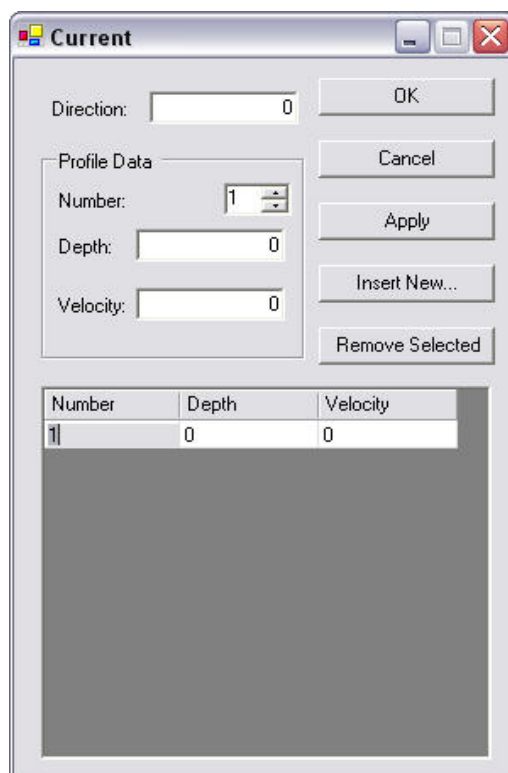 Current
Direction: 0
OK
Profile Data
Cancel
Number: 1
Apply
Depth: 0
Insert New...
Velocity: 0
Remove Selected
Number Depth Velocity
1 0 0